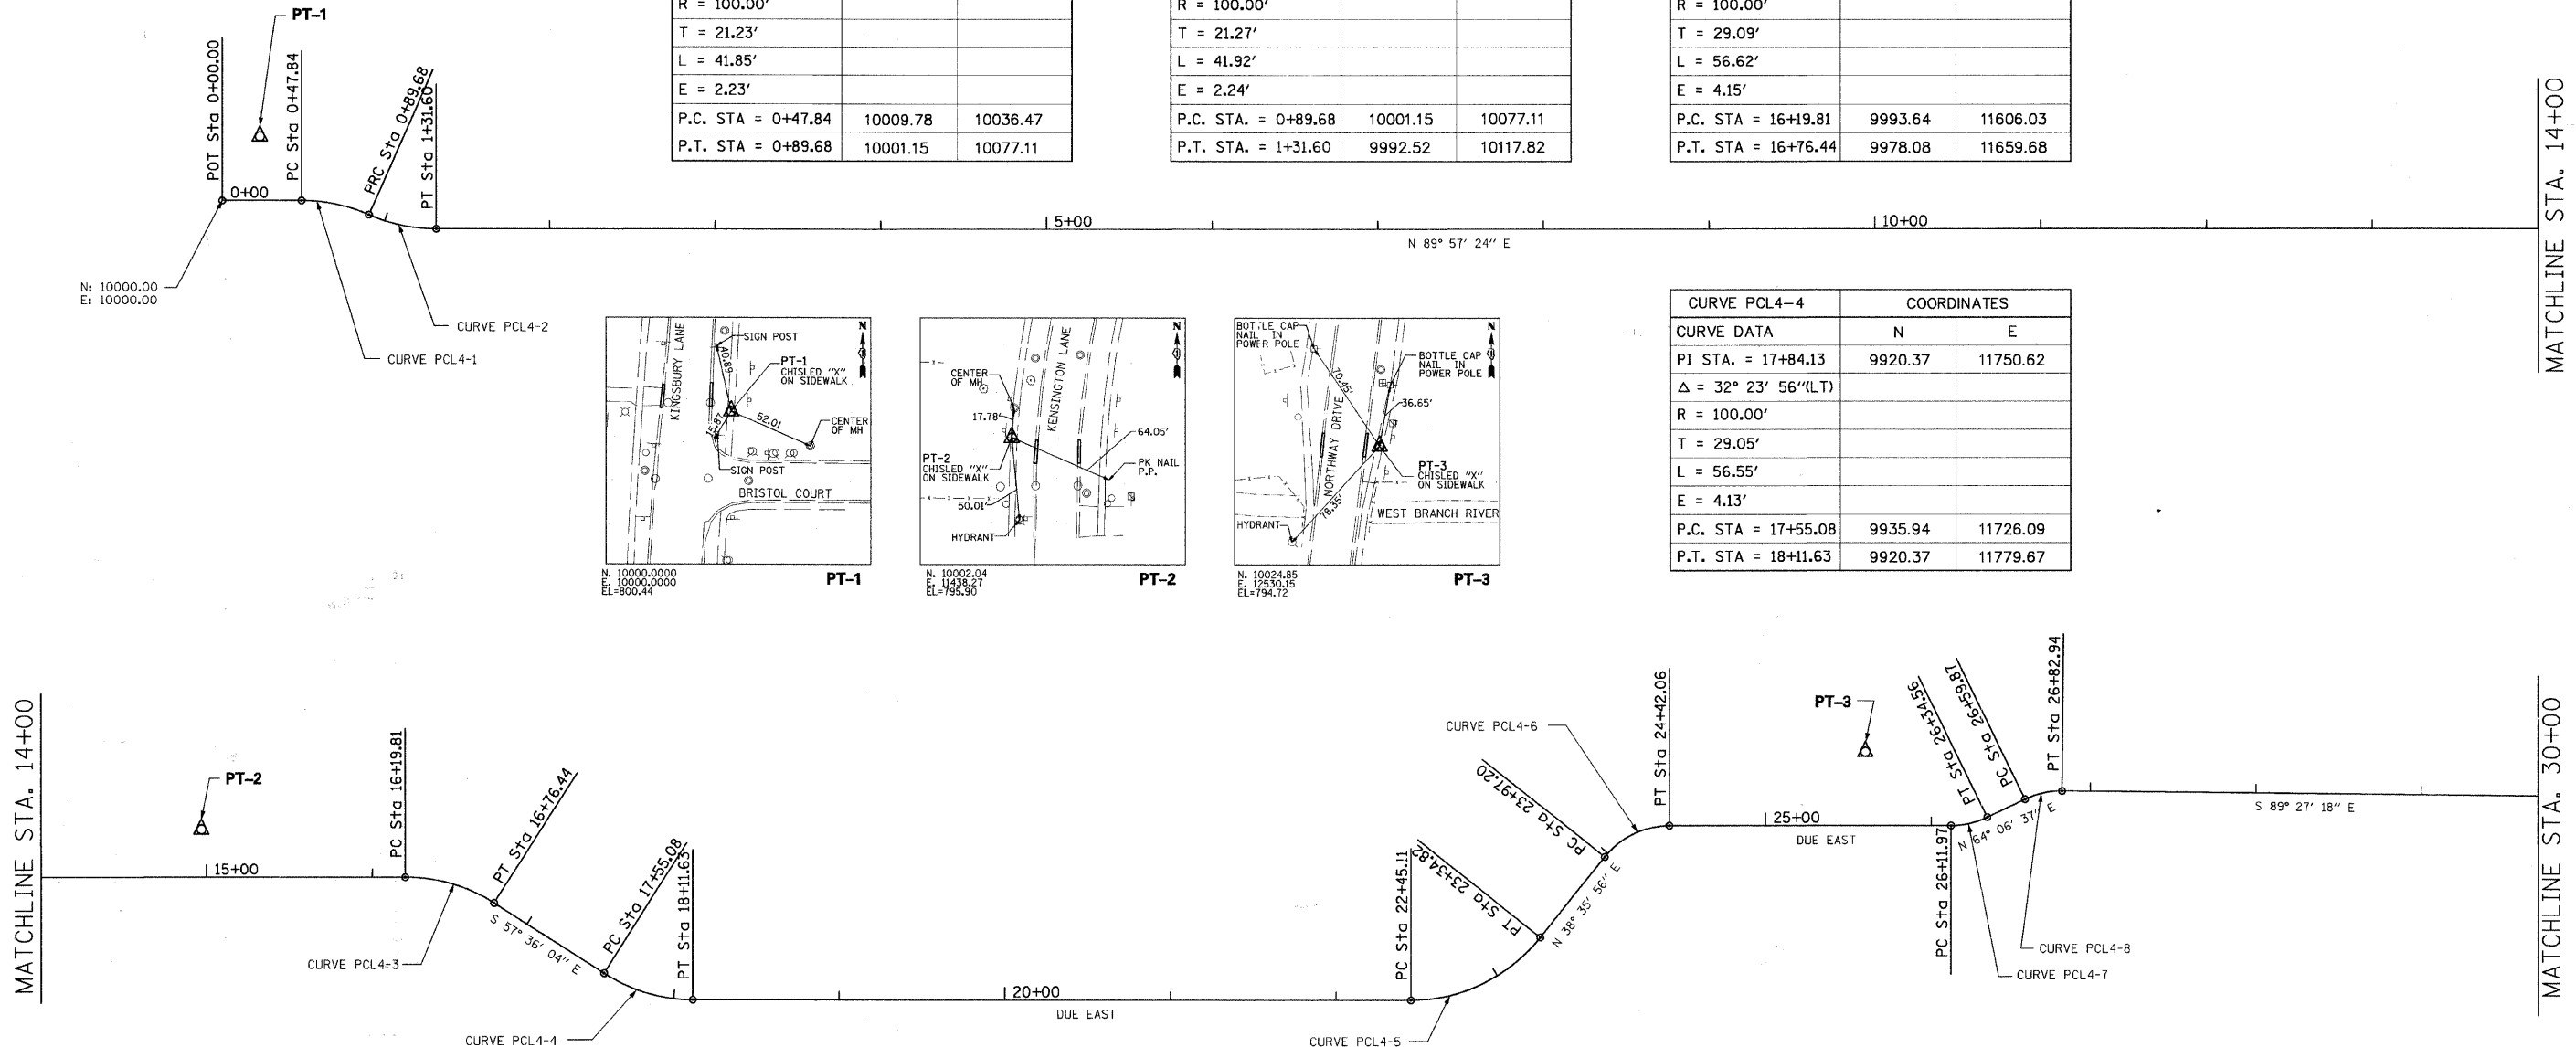 PT-1
POT Sta 0+00.00
PC Sta 0+47.84
PRC Sta 0+89.68
PT Sta 1+31.60
0+00
N: 10000.00
E: 10000.00
CURVE PCL4-2
CURVE PCL4-1
R = 100.00'
T = 21.23'
L = 41.85'
E = 2.23'
P.C. STA = 0+47.84 10009.78 10036.47
P.T. STA = 0+89.68 10001.15 10077.11
R = 100.00'
T = 21.27'
L = 41.92'
E = 2.24'
P.C. STA. = 0+89.68 10001.15 10077.11
P.T. STA. = 1+31.60 9992.52 10117.82
R = 100.00'
T = 29.09'
L = 56.62'
E = 4.15'
P.C. STA = 16+19.81 9993.64 11606.03
P.T. STA = 16+76.44 9978.08 11659.68
5+00
10+00
N 89° 57' 24" E
MATCHLINE STA. 14+00
KINGSBURY LANE
SIGN POST
40.89
PT-1
CHISLED "X"
ON SIDEWALK
N
52.01
15.87
CENTER
OF MH
SIGN POST
BRISTOL COURT
N. 10000.0000
E. 10000.0000
EL=800.44
PT-1
CENTER
OF MH
17.78'
KENSINGTON LANE
N
64.05'
PT-2
CHISLED "X"
ON SIDEWALK
PK NAIL
P.P.
50.01'
HYDRANT
N. 10002.04
E. 11438.27
EL=795.90
PT-2
BOTTLE CAP
NAIL IN
POWER POLE
N
BOTTLE CAP
NAIL IN
POWER POLE
70.45'
36.65'
NORTHWAY DRIVE
PT-3
CHISLED "X"
ON SIDEWALK
78.35'
HYDRANT
WEST BRANCH RIVER
N. 10024.85
E. 12530.15
EL=794.72
PT-3
CURVE PCL4-4 COORDINATES
CURVE DATA N E
PI STA. = 17+84.13 9920.37 11750.62
Δ = 32° 23' 56"(LT)
R = 100.00'
T = 29.05'
L = 56.55'
E = 4.13'
P.C. STA = 17+55.08 9935.94 11726.09
P.T. STA = 18+11.63 9920.37 11779.67
MATCHLINE STA. 14+00
PT-2
15+00
PC Sta 16+19.81
PT Sta 16+76.44
S 57° 36' 04" E
PC Sta 17+55.08
PT Sta 18+11.63
CURVE PCL4-3
CURVE PCL4-4
20+00
DUE EAST
PC Sta 22+45.11
CURVE PCL4-5
PT Sta 23+34.82
N 38° 35' 56" E
PC Sta 23+97.20
CURVE PCL4-6
PT Sta 24+42.06
25+00
DUE EAST
PT-3
PC Sta 26+11.97
PT Sta 26+34.56
N 64° 06' 37" E
PC Sta 26+59.87
PT Sta 26+82.94
CURVE PCL4-8
CURVE PCL4-7
S 89° 27' 18" E
MATCHLINE STA. 30+00